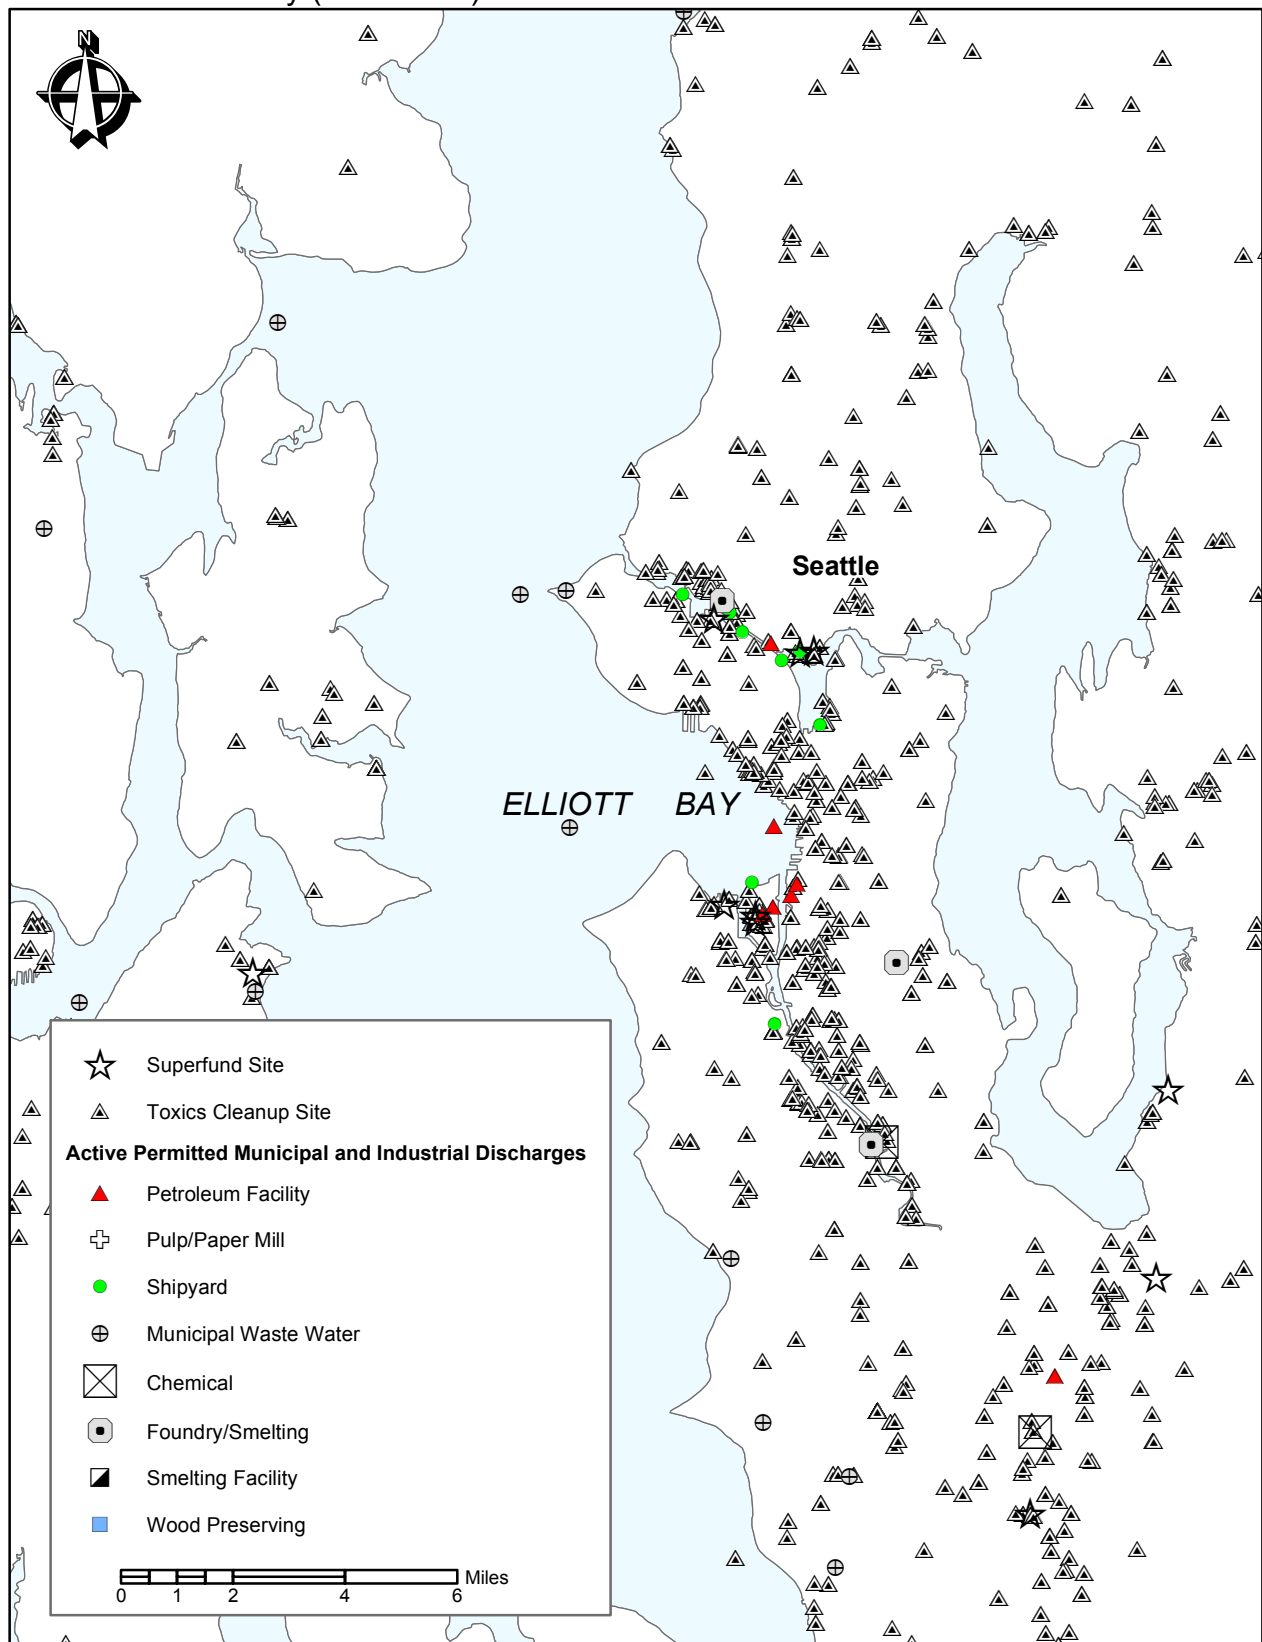 N
Seattle
ELLIOTT BAY
Superfund Site
Toxics Cleanup Site
Active Permitted Municipal and Industrial Discharges
Petroleum Facility
Pulp/Paper Mill
Shipyard
Municipal Waste Water
Chemical
Foundry/Smelting
Smelting Facility
Wood Preserving
Miles
0 1 2 4 6